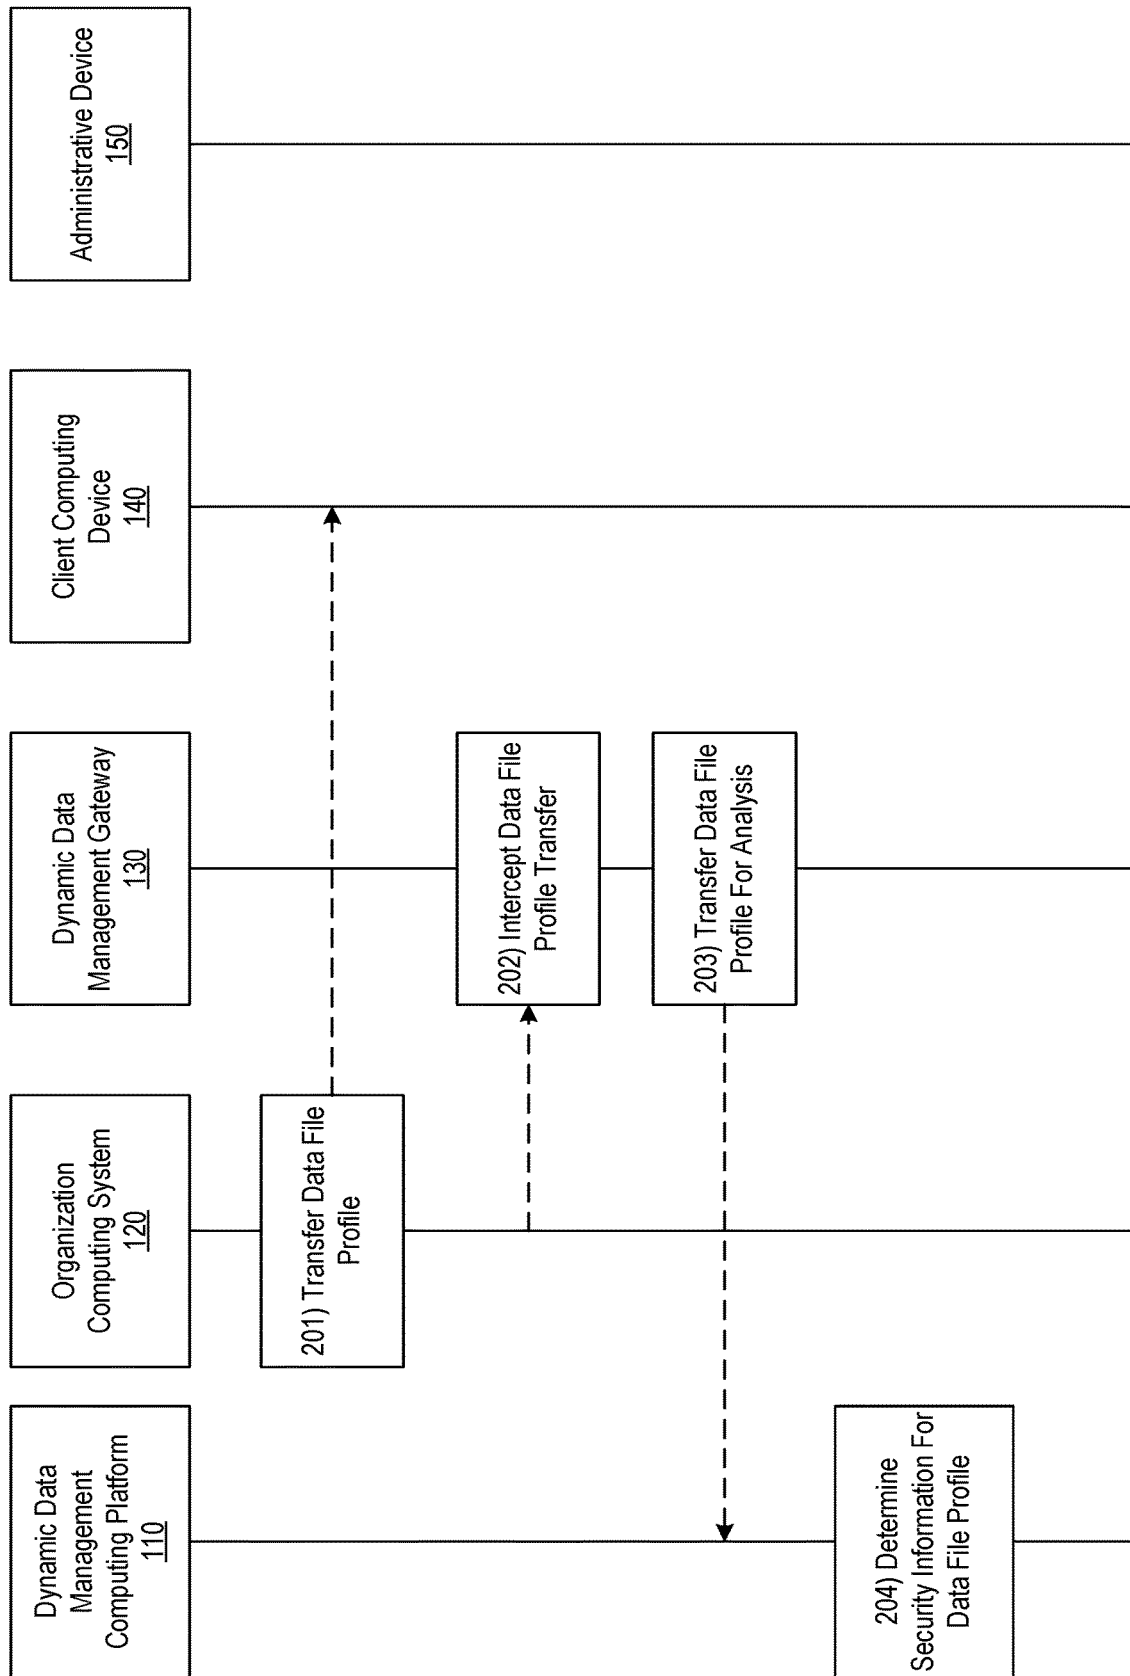 Dynamic Data
Management
Computing Platform
110
Organization
Computing System
120
Dynamic Data
Management Gateway
130
Client Computing
Device
140
Administrative Device
150
201) Transfer Data File
Profile
202) Intercept Data File
Profile Transfer
203) Transfer Data File
Profile For Analysis
204) Determine
Security Information For
Data File Profile